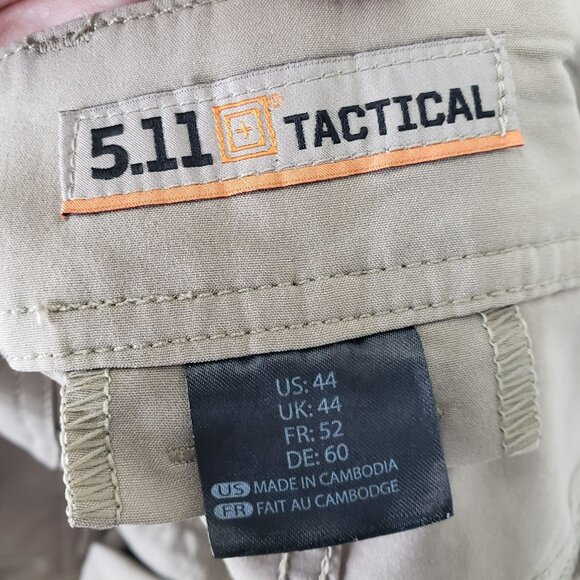 5.11 TACTICAL
US: 44
UK: 44
FR: 52
DE: 60
US MADE IN CAMBODIA
FR FAIT AU CAMBODGE